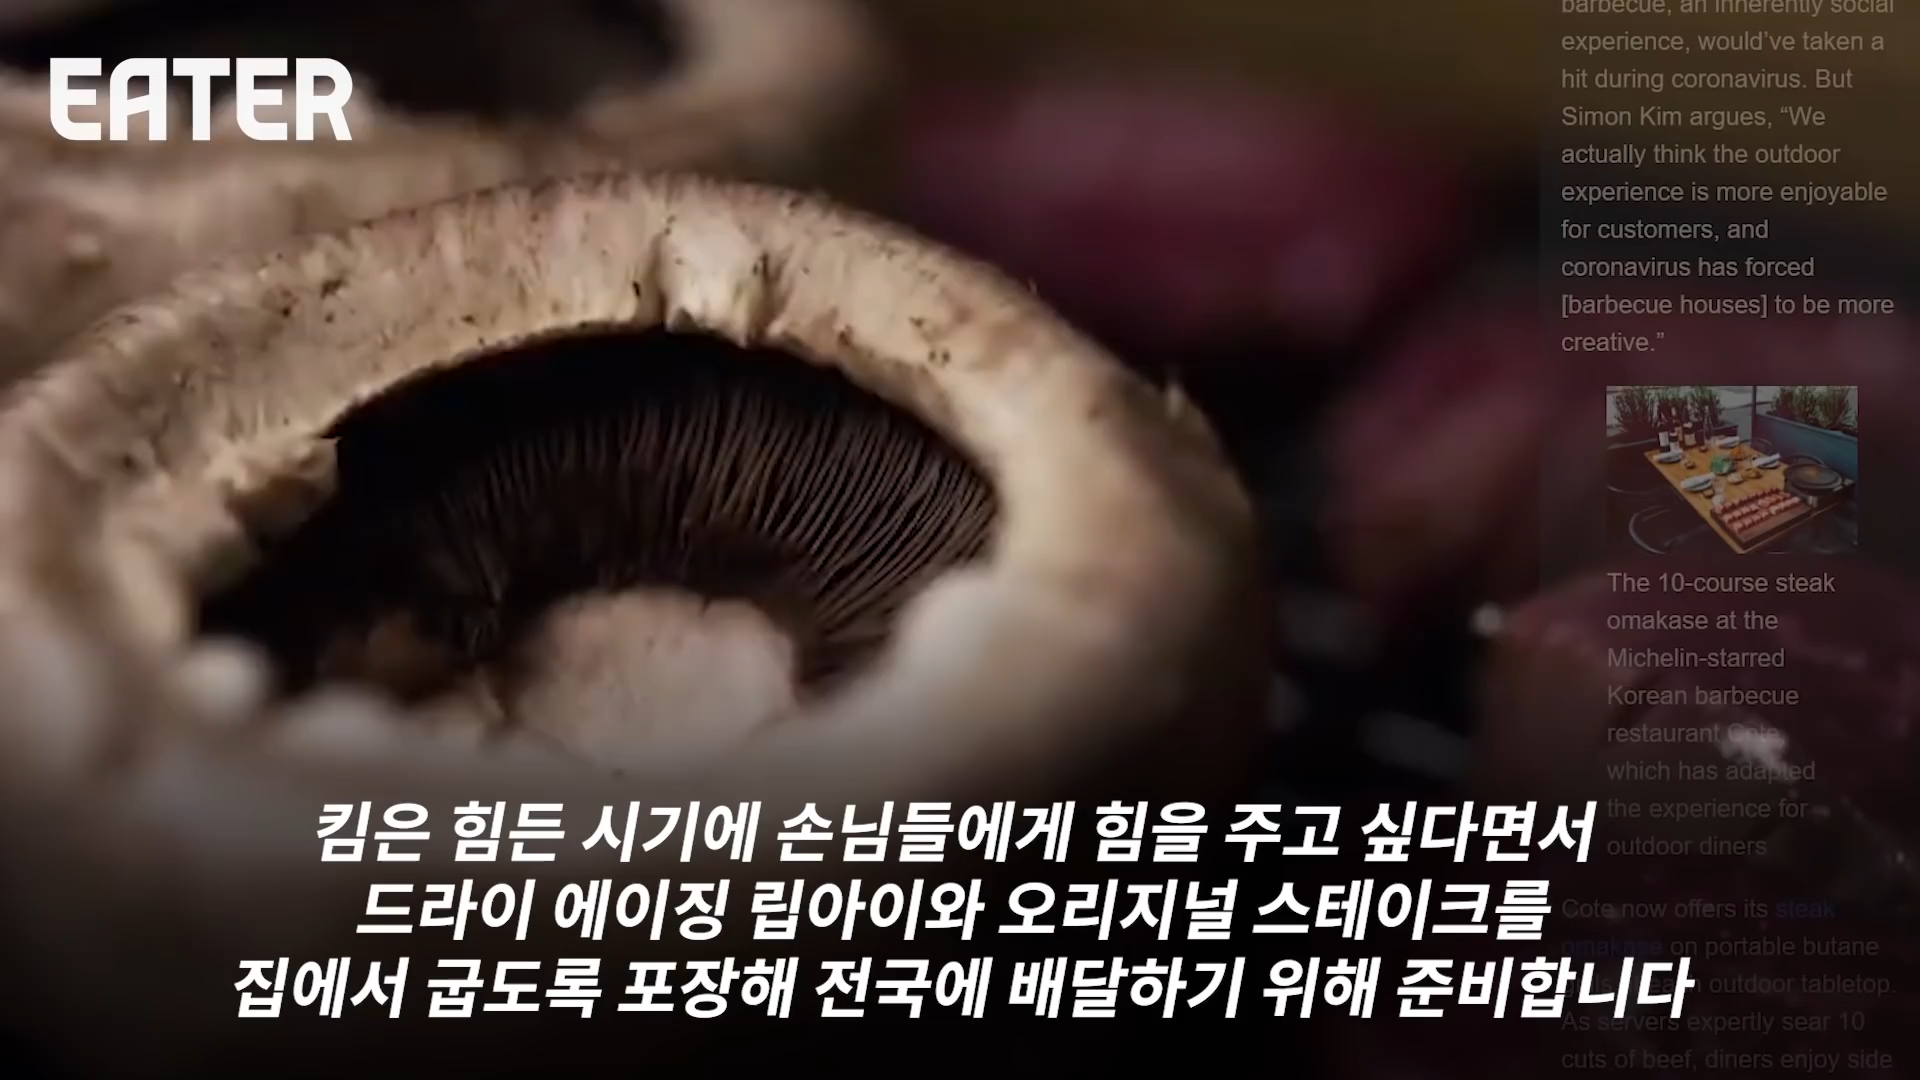 EATER
barbecue, an inherently social
experience, would’ve taken a
hit during coronavirus. But
Simon Kim argues, “We
actually think the outdoor
experience is more enjoyable
for customers, and
coronavirus has forced
[barbecue houses] to be more
creative.”
The 10-course steak
omakase at the
Michelin-starred
Korean barbecue
restaurant Cote,
which has adapted
the experience for
outdoor diners
Cote now offers its steak
omakase on portable butane
outdoor tabletop.
As servers expertly sear 10
cuts of beef, diners enjoy side
킴은 힘든 시기에 손님들에게 힘을 주고 싶다면서
드라이 에이징 립아이와 오리지널 스테이크를
집에서 굽도록 포장해 전국에 배달하기 위해 준비합니다